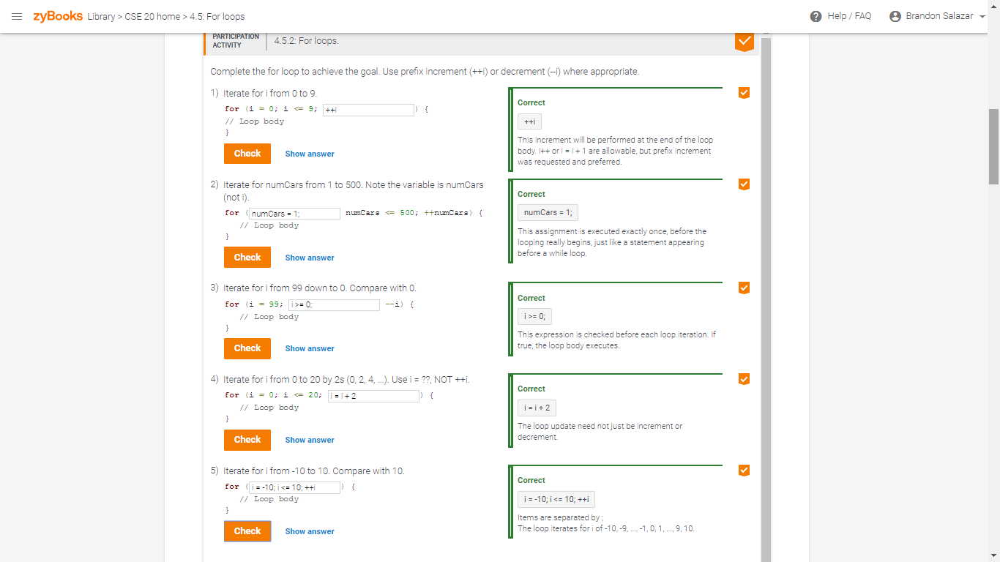 zyBooks Library > CSE 20 home > 4.5: For loops
Help / FAQ
Brandon Salazar
PARTICIPATION ACTIVITY
4.5.2: For loops.
Complete the for loop to achieve the goal. Use prefix increment (++i) or decrement (--i) where appropriate.
1) Iterate for i from 0 to 9.
for (i = 0; i <= 9; ++i ) {
// Loop body
}
Check Show answer
Correct
++i
This increment will be performed at the end of the loop
body. i++ or i = i + 1 are allowable, but prefix increment
was requested and preferred.
2) Iterate for numCars from 1 to 500. Note the variable is numCars
(not i).
for ( numCars = 1; numCars <= 500; ++numCars) {
// Loop body
}
Check Show answer
Correct
numCars = 1;
This assignment is executed exactly once, before the
looping really begins, just like a statement appearing
before a while loop.
3) Iterate for i from 99 down to 0. Compare with 0.
for (i = 99; i >= 0; --i) {
// Loop body
}
Check Show answer
Correct
i >= 0;
This expression is checked before each loop iteration. If
true, the loop body executes.
4) Iterate for i from 0 to 20 by 2s (0, 2, 4, ...). Use i = ??, NOT ++i.
for (i = 0; i <= 20; i = i + 2 ) {
// Loop body
}
Check Show answer
Correct
i = i + 2
The loop update need not just be increment or
decrement.
5) Iterate for i from -10 to 10. Compare with 10.
for ( i = -10; i <= 10; ++i ) {
// Loop body
}
Check Show answer
Correct
i = -10; i <= 10; ++i
Items are separated by ;
The loop iterates for i of -10, -9, ..., -1, 0, 1, ..., 9, 10.